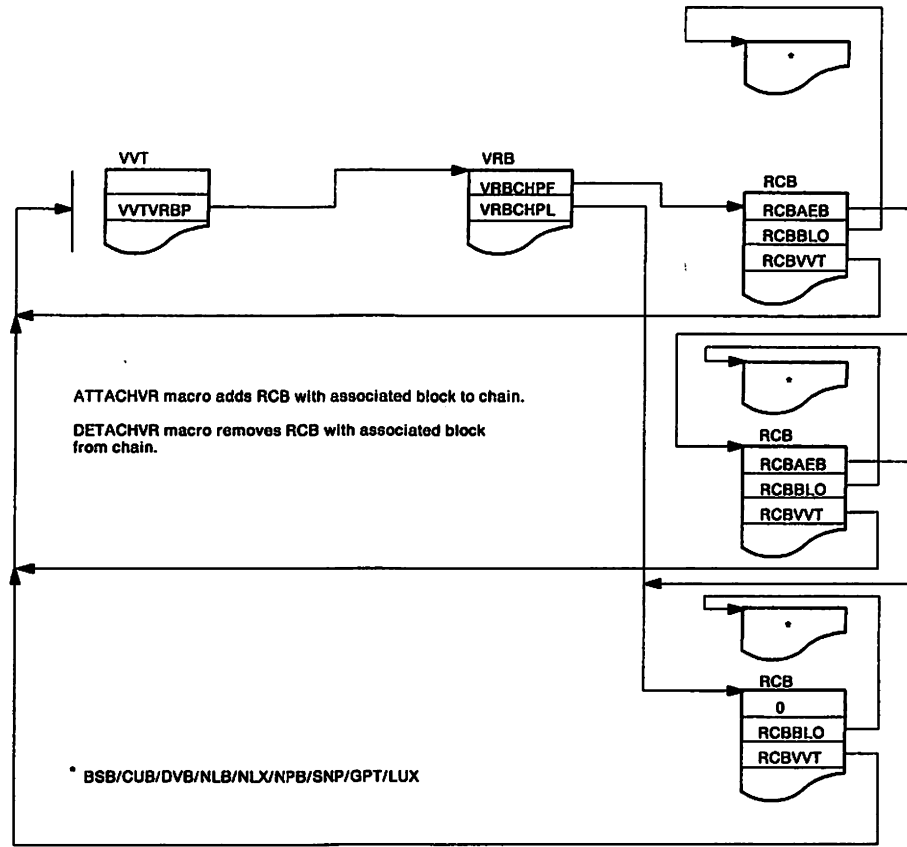 *
VVT
VVTVRBP
VRB
VRBCHPF
VRBCHPL
RCB
RCBAEB
RCBBLO
RCBVVT
ATTACHVR macro adds RCB with associated block to chain.
DETACHVR macro removes RCB with associated block
from chain.
*
RCB
RCBAEB
RCBBLO
RCBVVT
*
RCB
0
RCBBLO
RCBVVT
* BSB/CUB/DVB/NLB/NLX/NPB/SNP/GPT/LUX